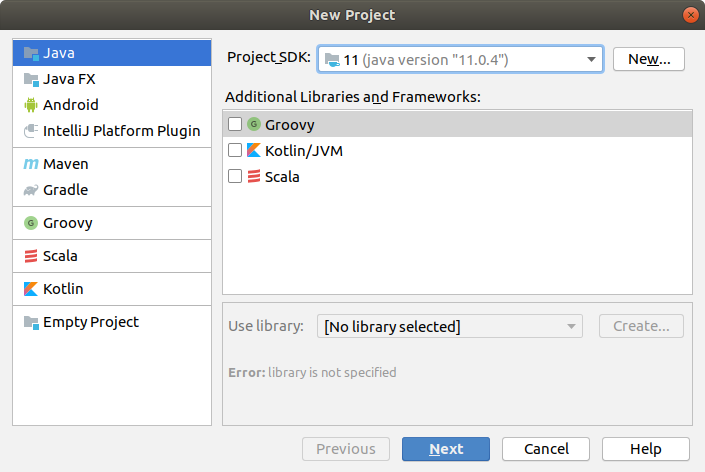 New Project
Java
Java FX
Android
IntelliJ Platform Plugin
Maven
Gradle
Groovy
Scala
Kotlin
Empty Project
Project SDK: 11 (java version "11.0.4") New...
Additional Libraries and Frameworks:
Groovy
Kotlin/JVM
Scala
Use library: [No library selected] Create...
Error: library is not specified
Previous Next Cancel Help